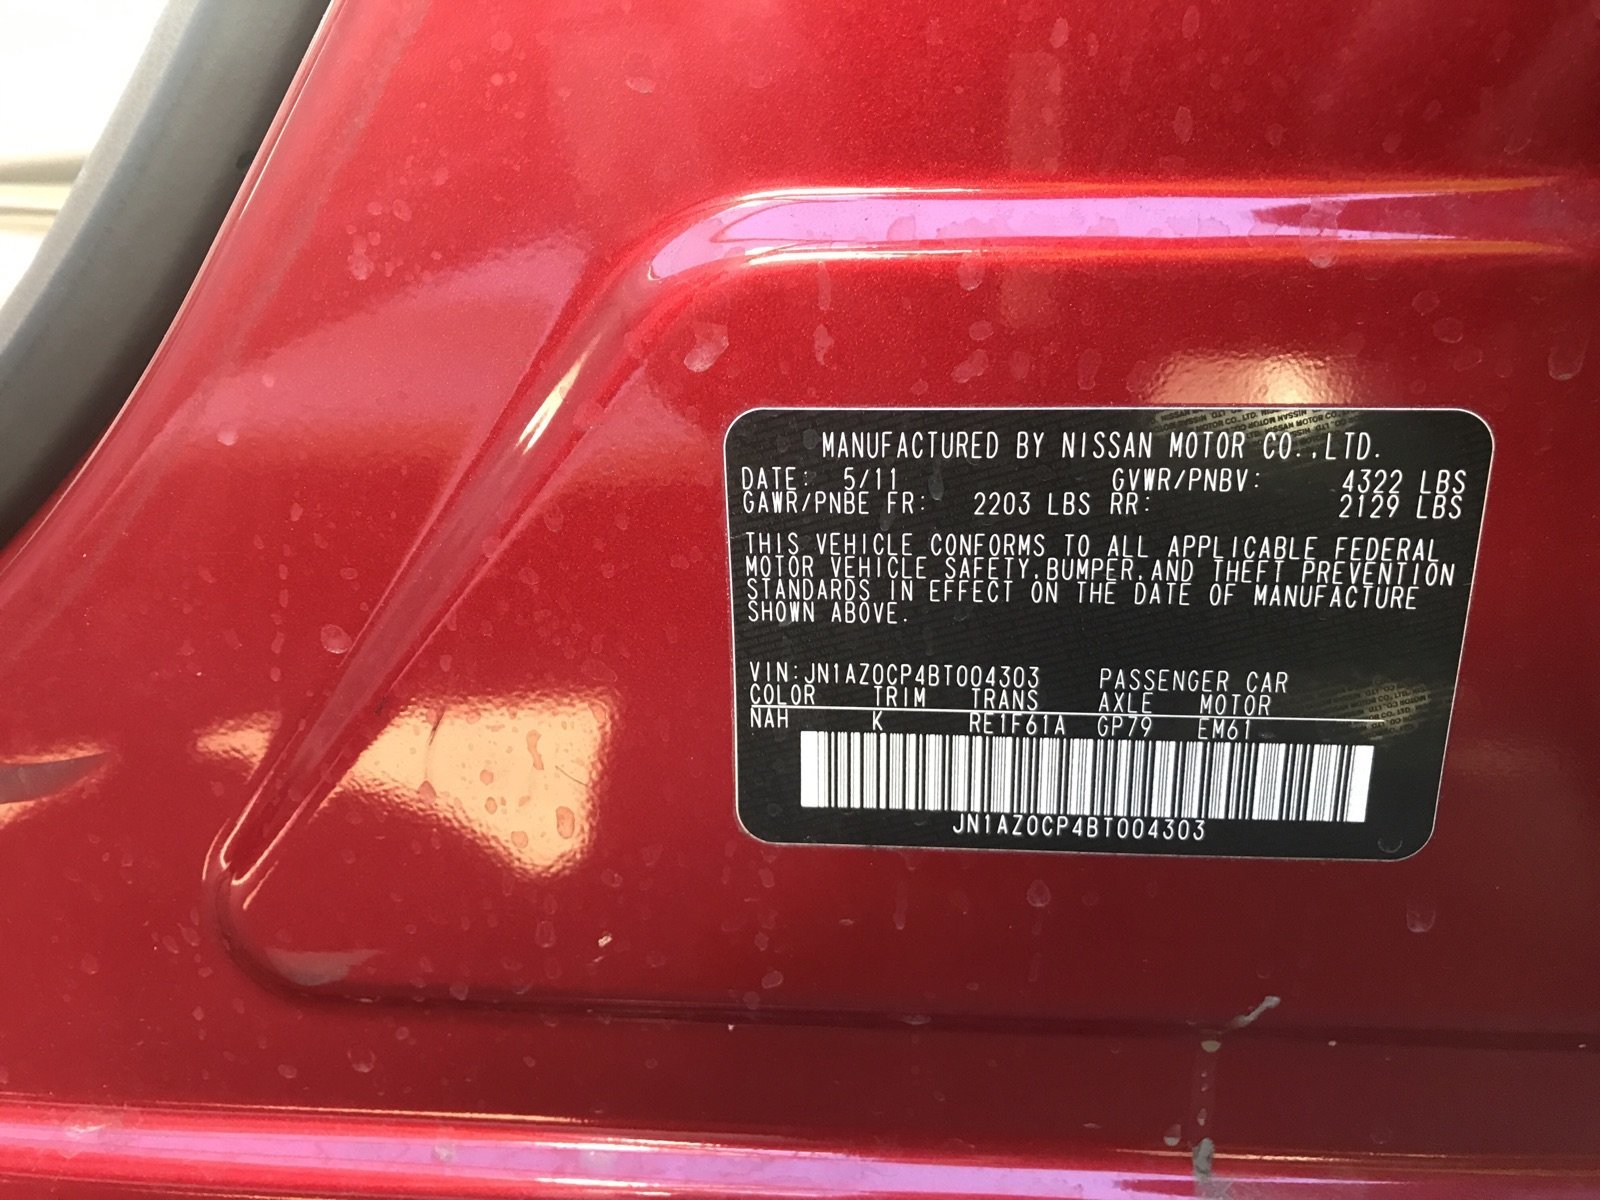 MANUFACTURED BY NISSAN MOTOR CO.,LTD.
DATE: 5/11 GVWR/PNBV: 4322 LBS
GAWR/PNBE FR: 2203 LBS RR: 2129 LBS
THIS VEHICLE CONFORMS TO ALL APPLICABLE FEDERAL
MOTOR VEHICLE SAFETY,BUMPER,AND THEFT PREVENTION
STANDARDS IN EFFECT ON THE DATE OF MANUFACTURE
SHOWN ABOVE.
VIN:JN1AZ0CP4BT004303 PASSENGER CAR
COLOR TRIM TRANS AXLE MOTOR
NAH K RE1F61A GP79 EM61
JN1AZ0CP4BT004303